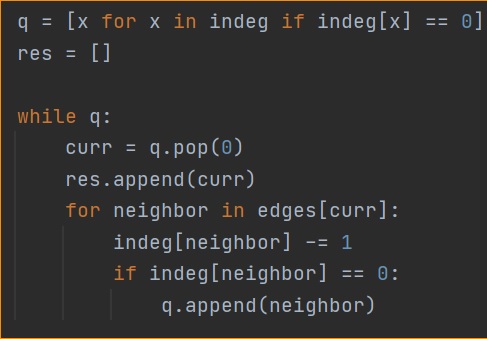 q = [x for x in indeg if indeg[x] == 0]
res = []

while q:
    curr = q.pop(0)
    res.append(curr)
    for neighbor in edges[curr]:
        indeg[neighbor] -= 1
        if indeg[neighbor] == 0:
            q.append(neighbor)